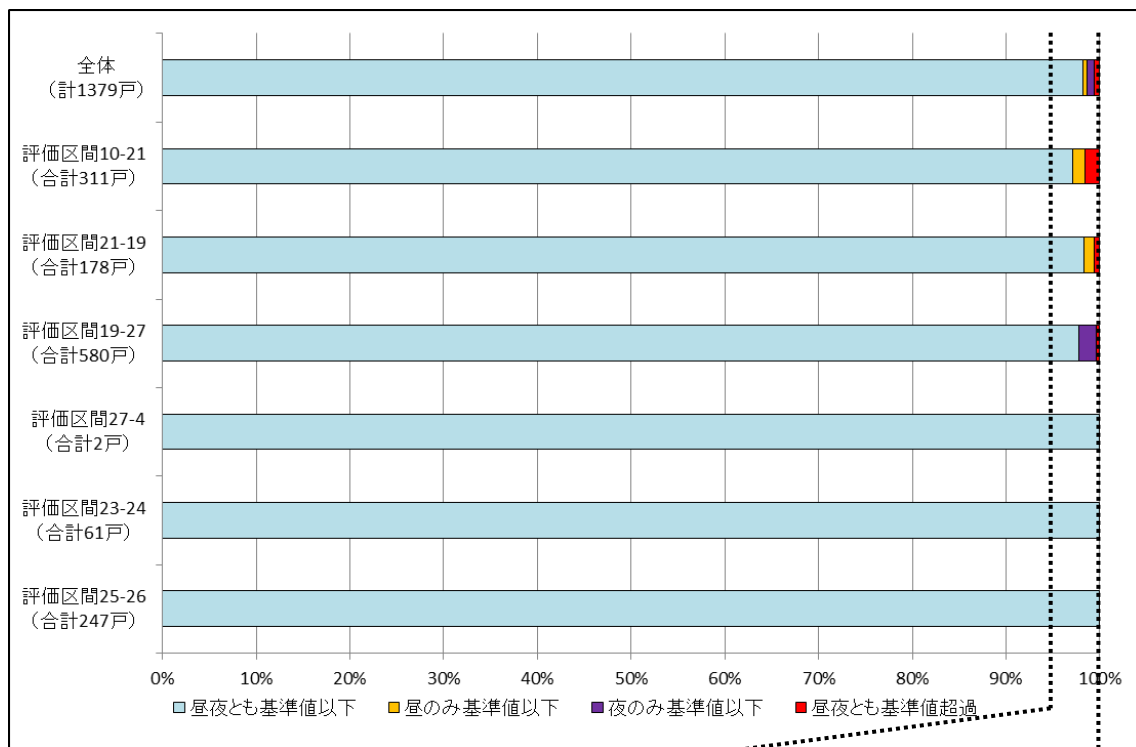 全体
（計1379戸）
評価区間10-21
（合計311戸）
評価区間21-19
（合計178戸）
評価区間19-27
（合計580戸）
評価区間27-4
（合計2戸）
評価区間23-24
（合計61戸）
評価区間25-26
（合計247戸）
0% 10% 20% 30% 40% 50% 60% 70% 80% 90% 100%
昼夜とも基準値以下 昼のみ基準値以下 夜のみ基準値以下 昼夜とも基準値超過